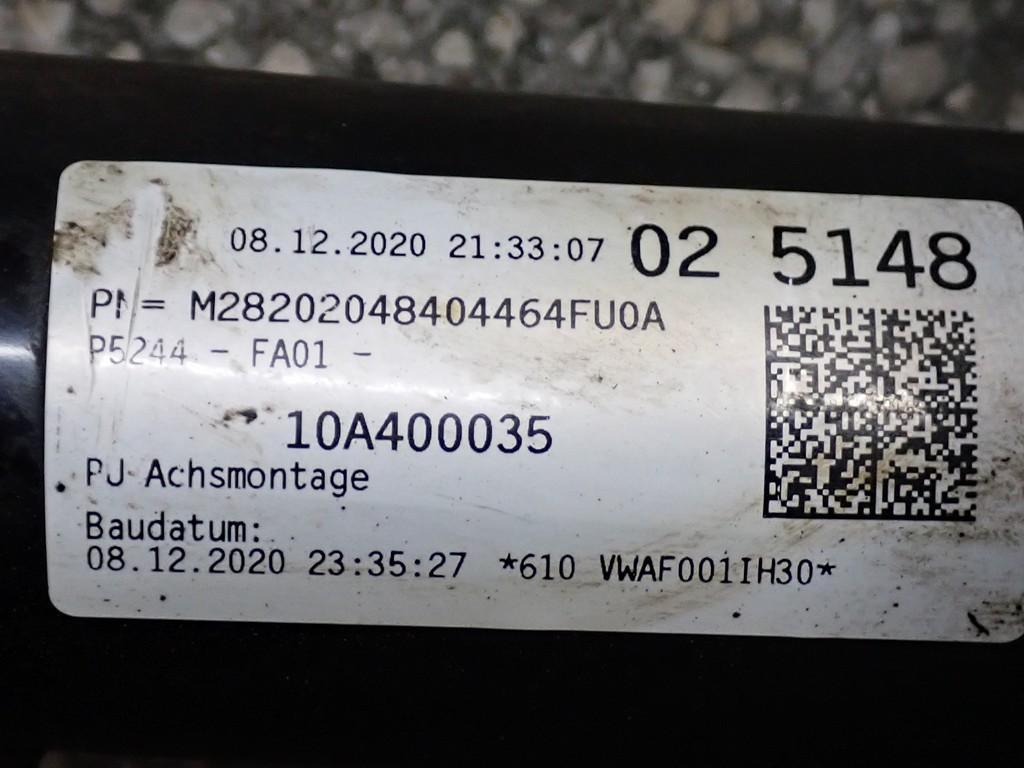 08.12.2020 21:33:07 02 5148
PN= M28202048404464FU0A
P5244 - FA01 -
10A400035
PJ Achsmontage
Baudatum:
08.12.2020 23:35:27 *610 VWAF001IH30*